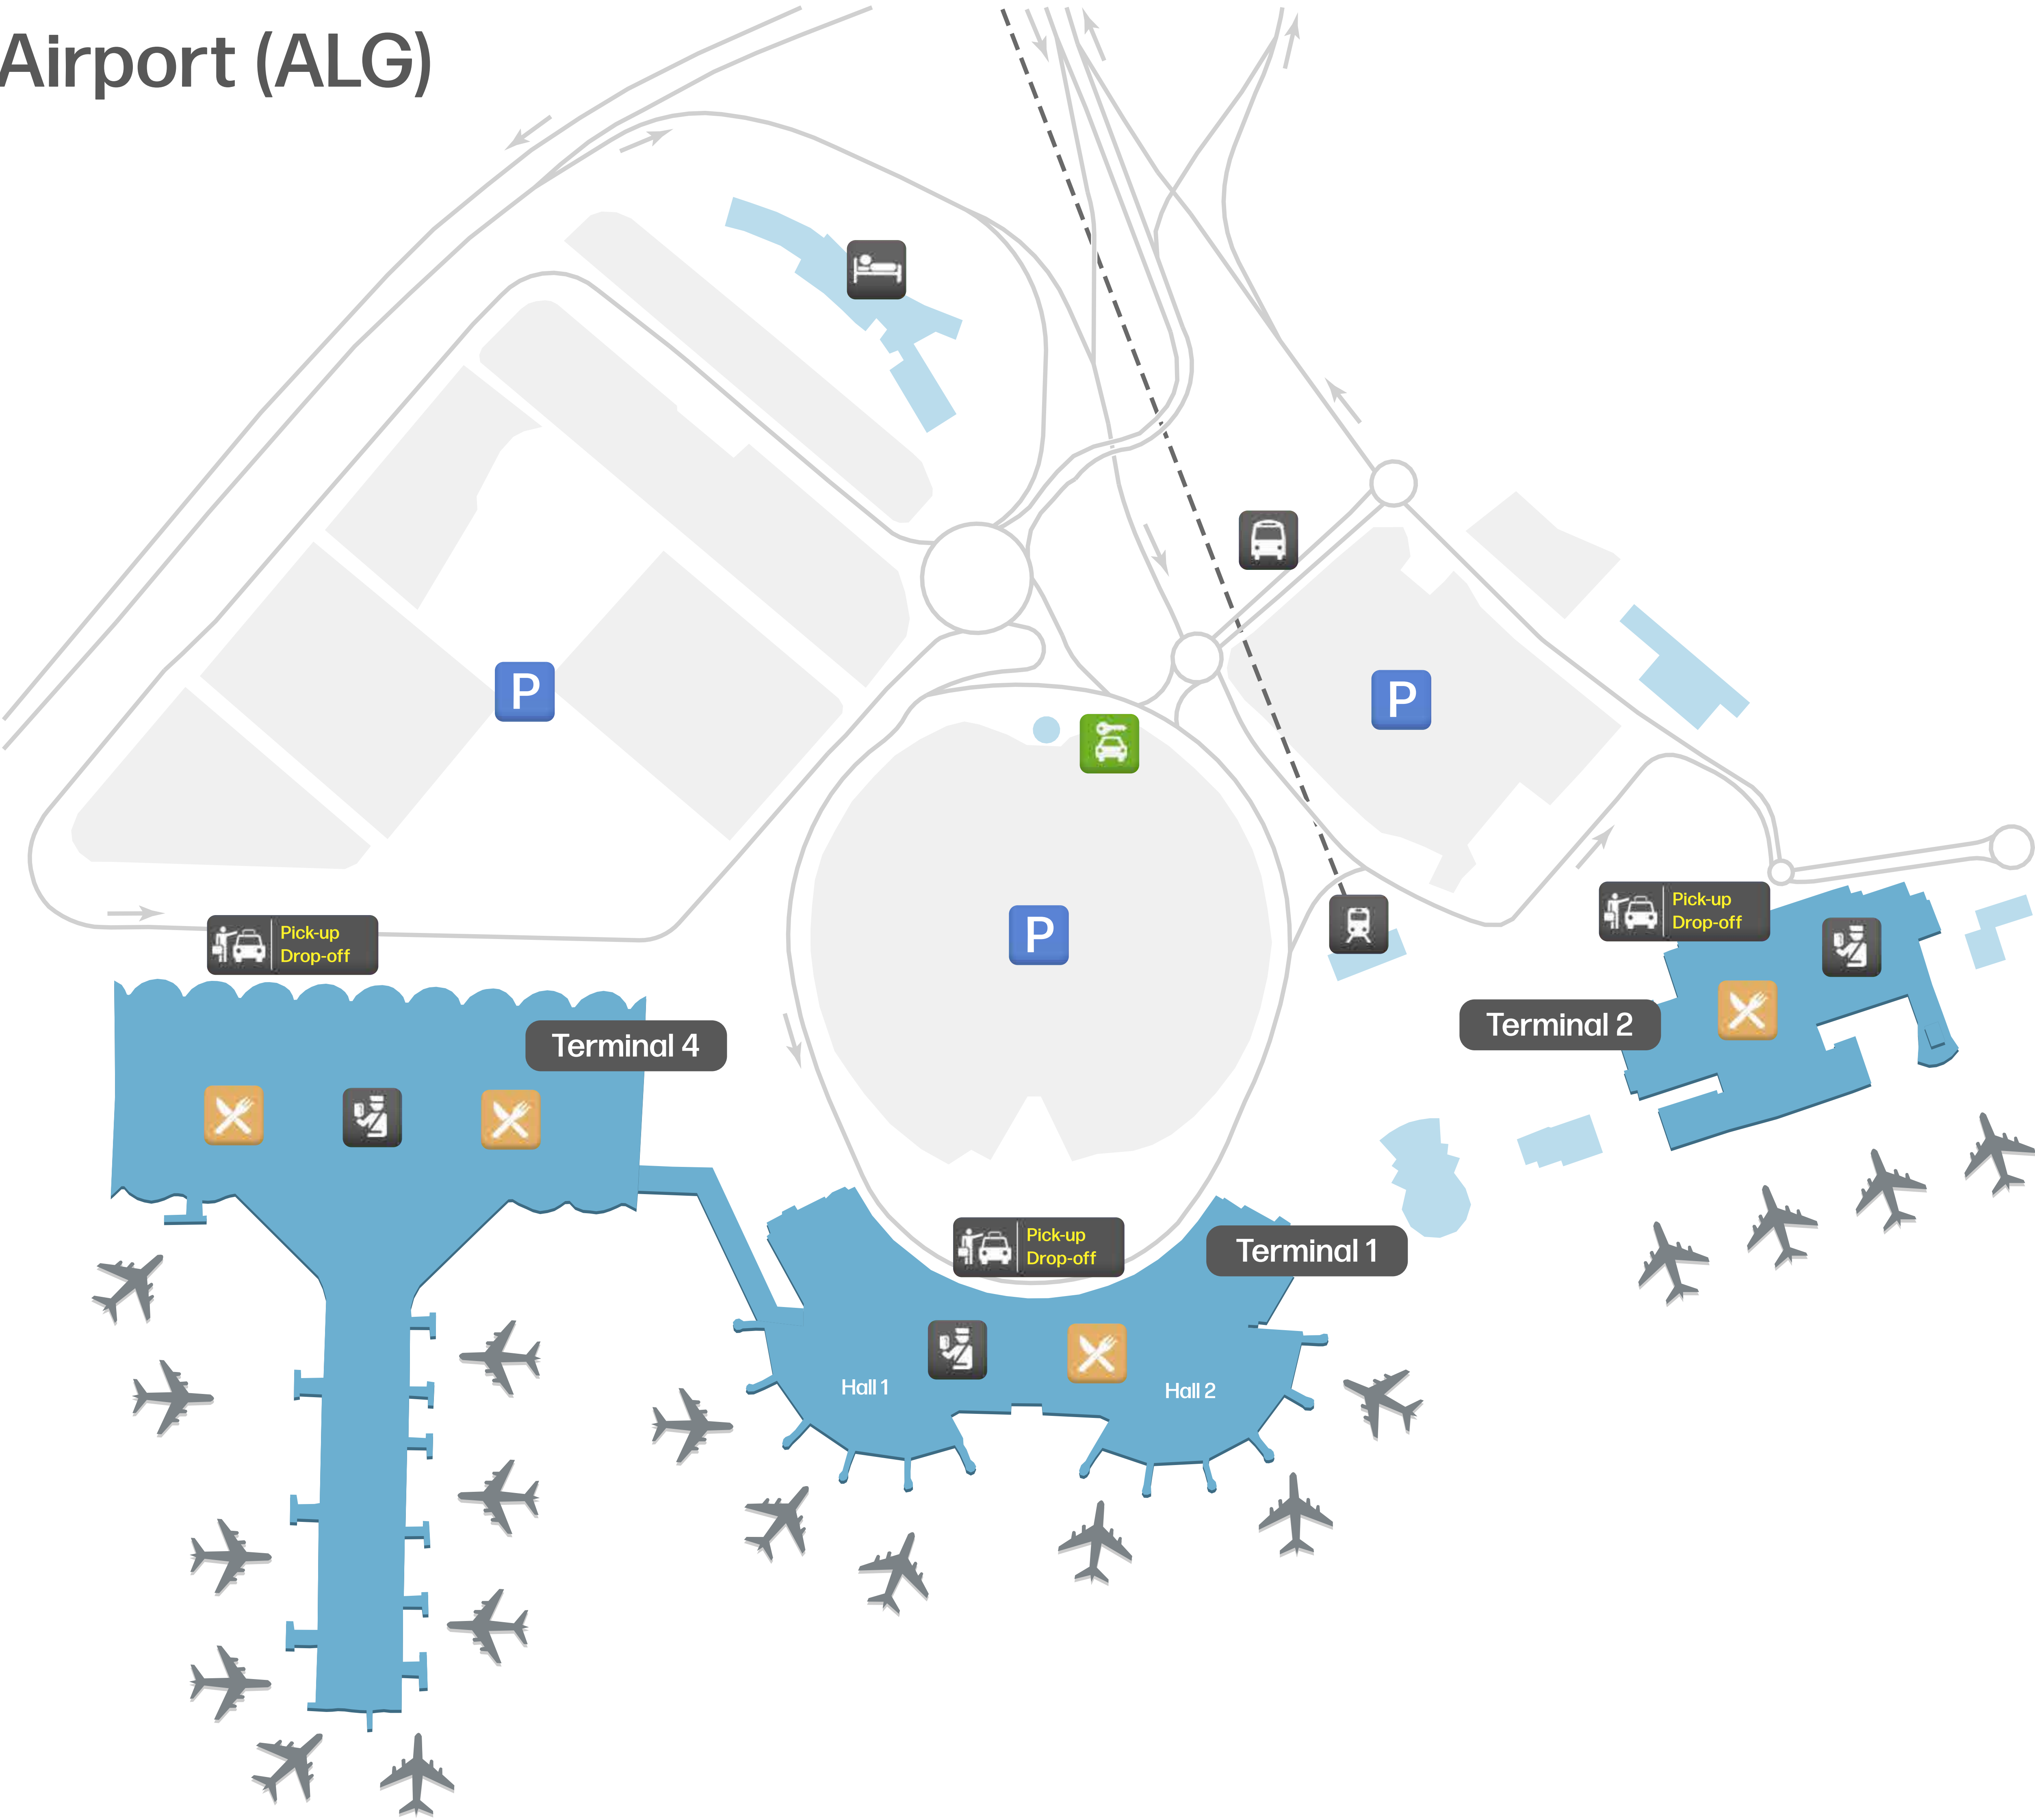 Airport (ALG)
P
P
P
Pick-up
Drop-off
Pick-up
Drop-off
Terminal 2
Terminal 4
Pick-up
Drop-off
Terminal 1
Hall 1
Hall 2